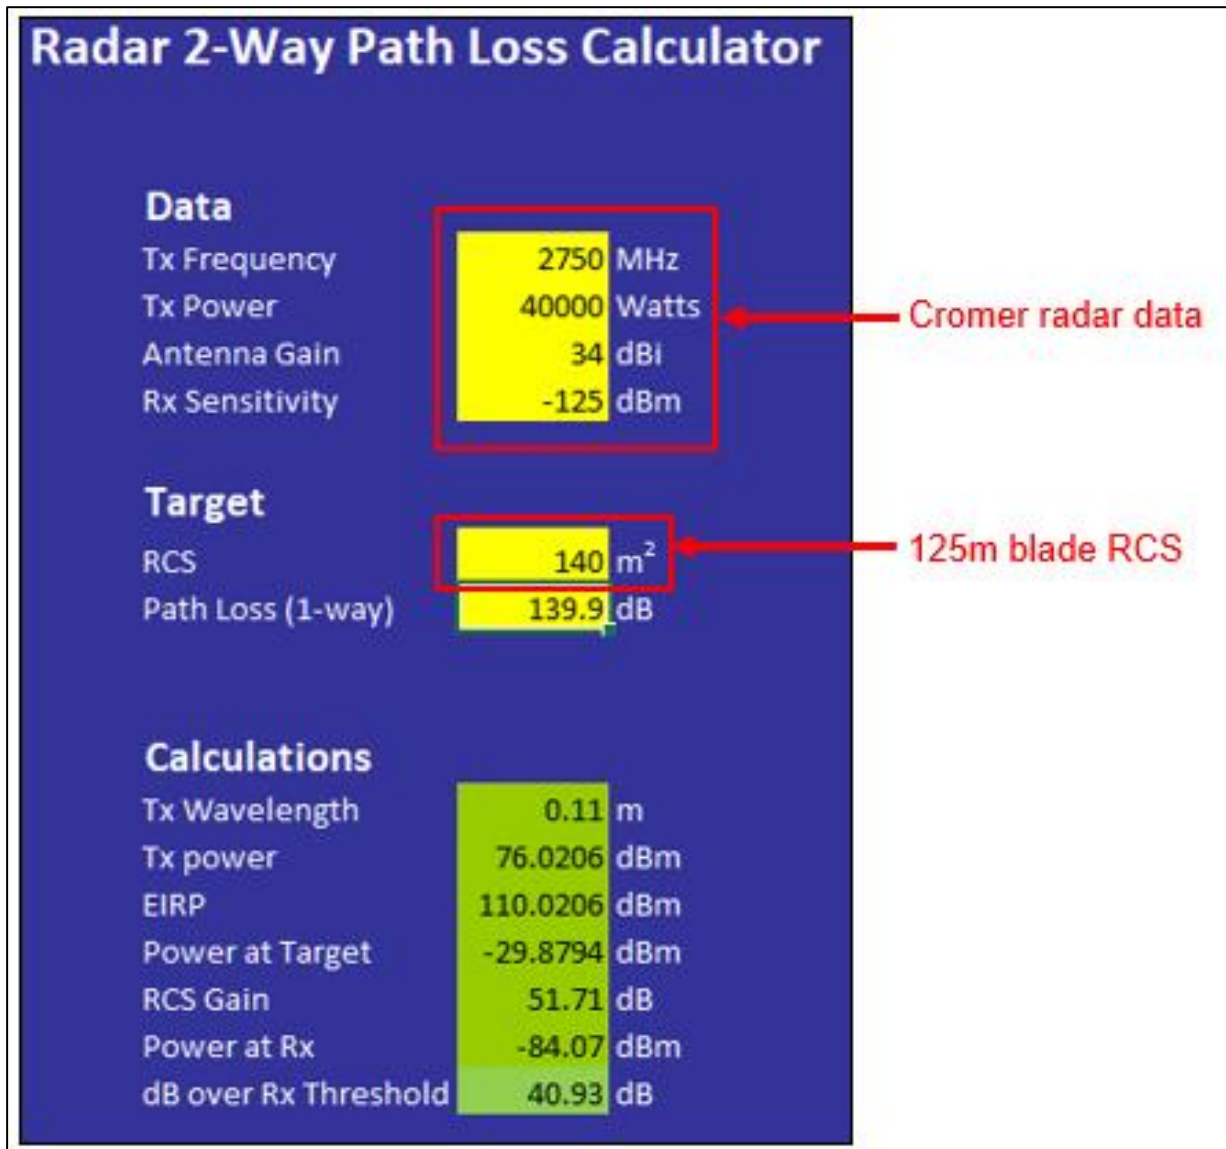 Radar 2-Way Path Loss Calculator
Data
Tx Frequency 2750 MHz
Tx Power 40000 Watts
Cromer radar data
Antenna Gain 34 dBi
Rx Sensitivity -125 dBm
Target
RCS 140 m²
125m blade RCS
Path Loss (1-way) 139.9 dB
Calculations
Tx Wavelength 0.11 m
Tx power 76.0206 dBm
EIRP 110.0206 dBm
Power at Target -29.8794 dBm
RCS Gain 51.71 dB
Power at Rx -84.07 dBm
dB over Rx Threshold 40.93 dB